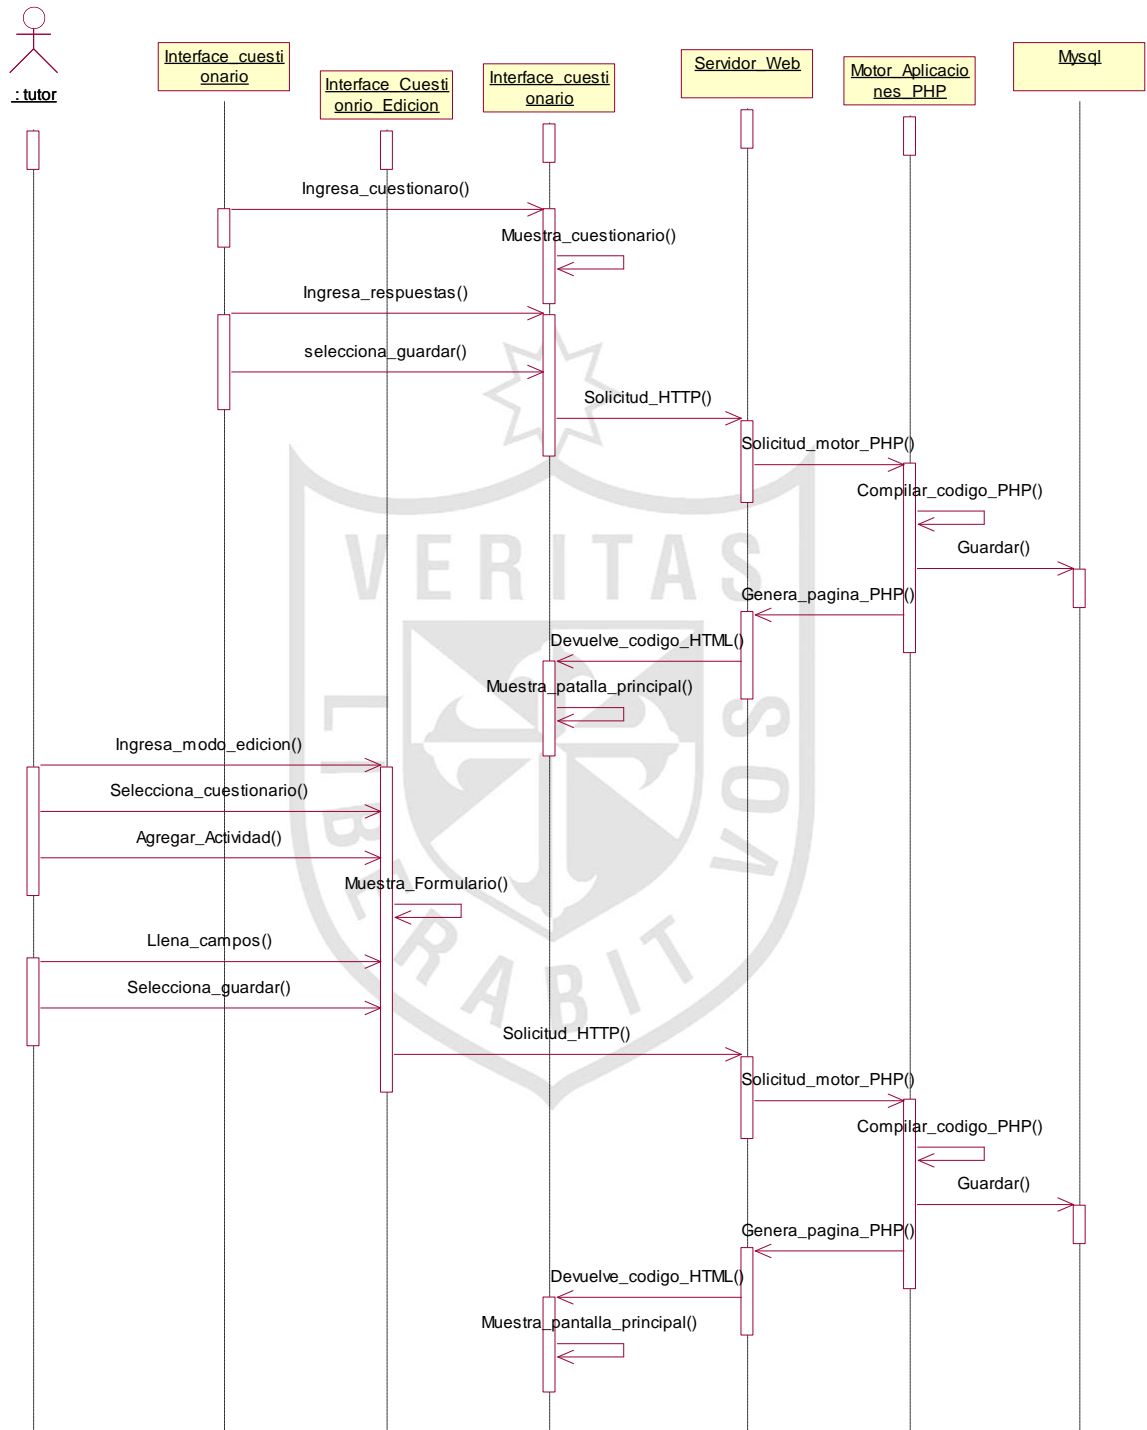 Interface_cuesti
onario
Interface_Cuesti
onrio_Edicion
Interface_cuesti
onario
Servidor_Web
Motor_Aplicacio
nes_PHP
Mysql
: tutor
Ingresa_cuestionaro()
Muestra_cuestionario()
Ingresa_respuestas()
selecciona_guardar()
Solicitud_HTTP()
Solicitud_motor_PHP()
Compilar_codigo_PHP()
Guardar()
Genera_pagina_PHP()
Devuelve_codigo_HTML()
Muestra_patalla_principal()
Ingresa_modo_edicion()
Selecciona_cuestionario()
Agregar_Actividad()
Muestra_Formulario()
Llena_campos()
Selecciona_guardar()
Solicitud_HTTP()
Solicitud_motor_PHP()
Compilar_codigo_PHP()
Guardar()
Genera_pagina_PHP()
Devuelve_codigo_HTML()
Muestra_pantalla_principal()
VERITAS
LIBERABIT VOS